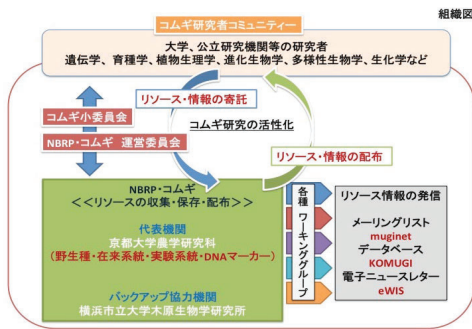 組織図
コムギ研究者コミュニティー
大学、公立研究機関等の研究者
遺伝学、育種学、植物生理学、進化生物学、多様性生物学、生化学など
リソース・情報の寄託
コムギ小委員会
コムギ研究の活性化
NBRP・コムギ 運営委員会
リソース・情報の配布
NBRP・コムギ
<<リソースの収集・保存・配布>>
代表機関
京都大学農学研究科
(野生種・在来系統・実験系統・DNAマーカー)
バックアップ協力機関
横浜市立大学木原生物学研究所
各種 ワーキンググループ
リソース情報の発信
メーリングリスト
muginet
データベース
KOMUGI
電子ニュースレター
eWIS